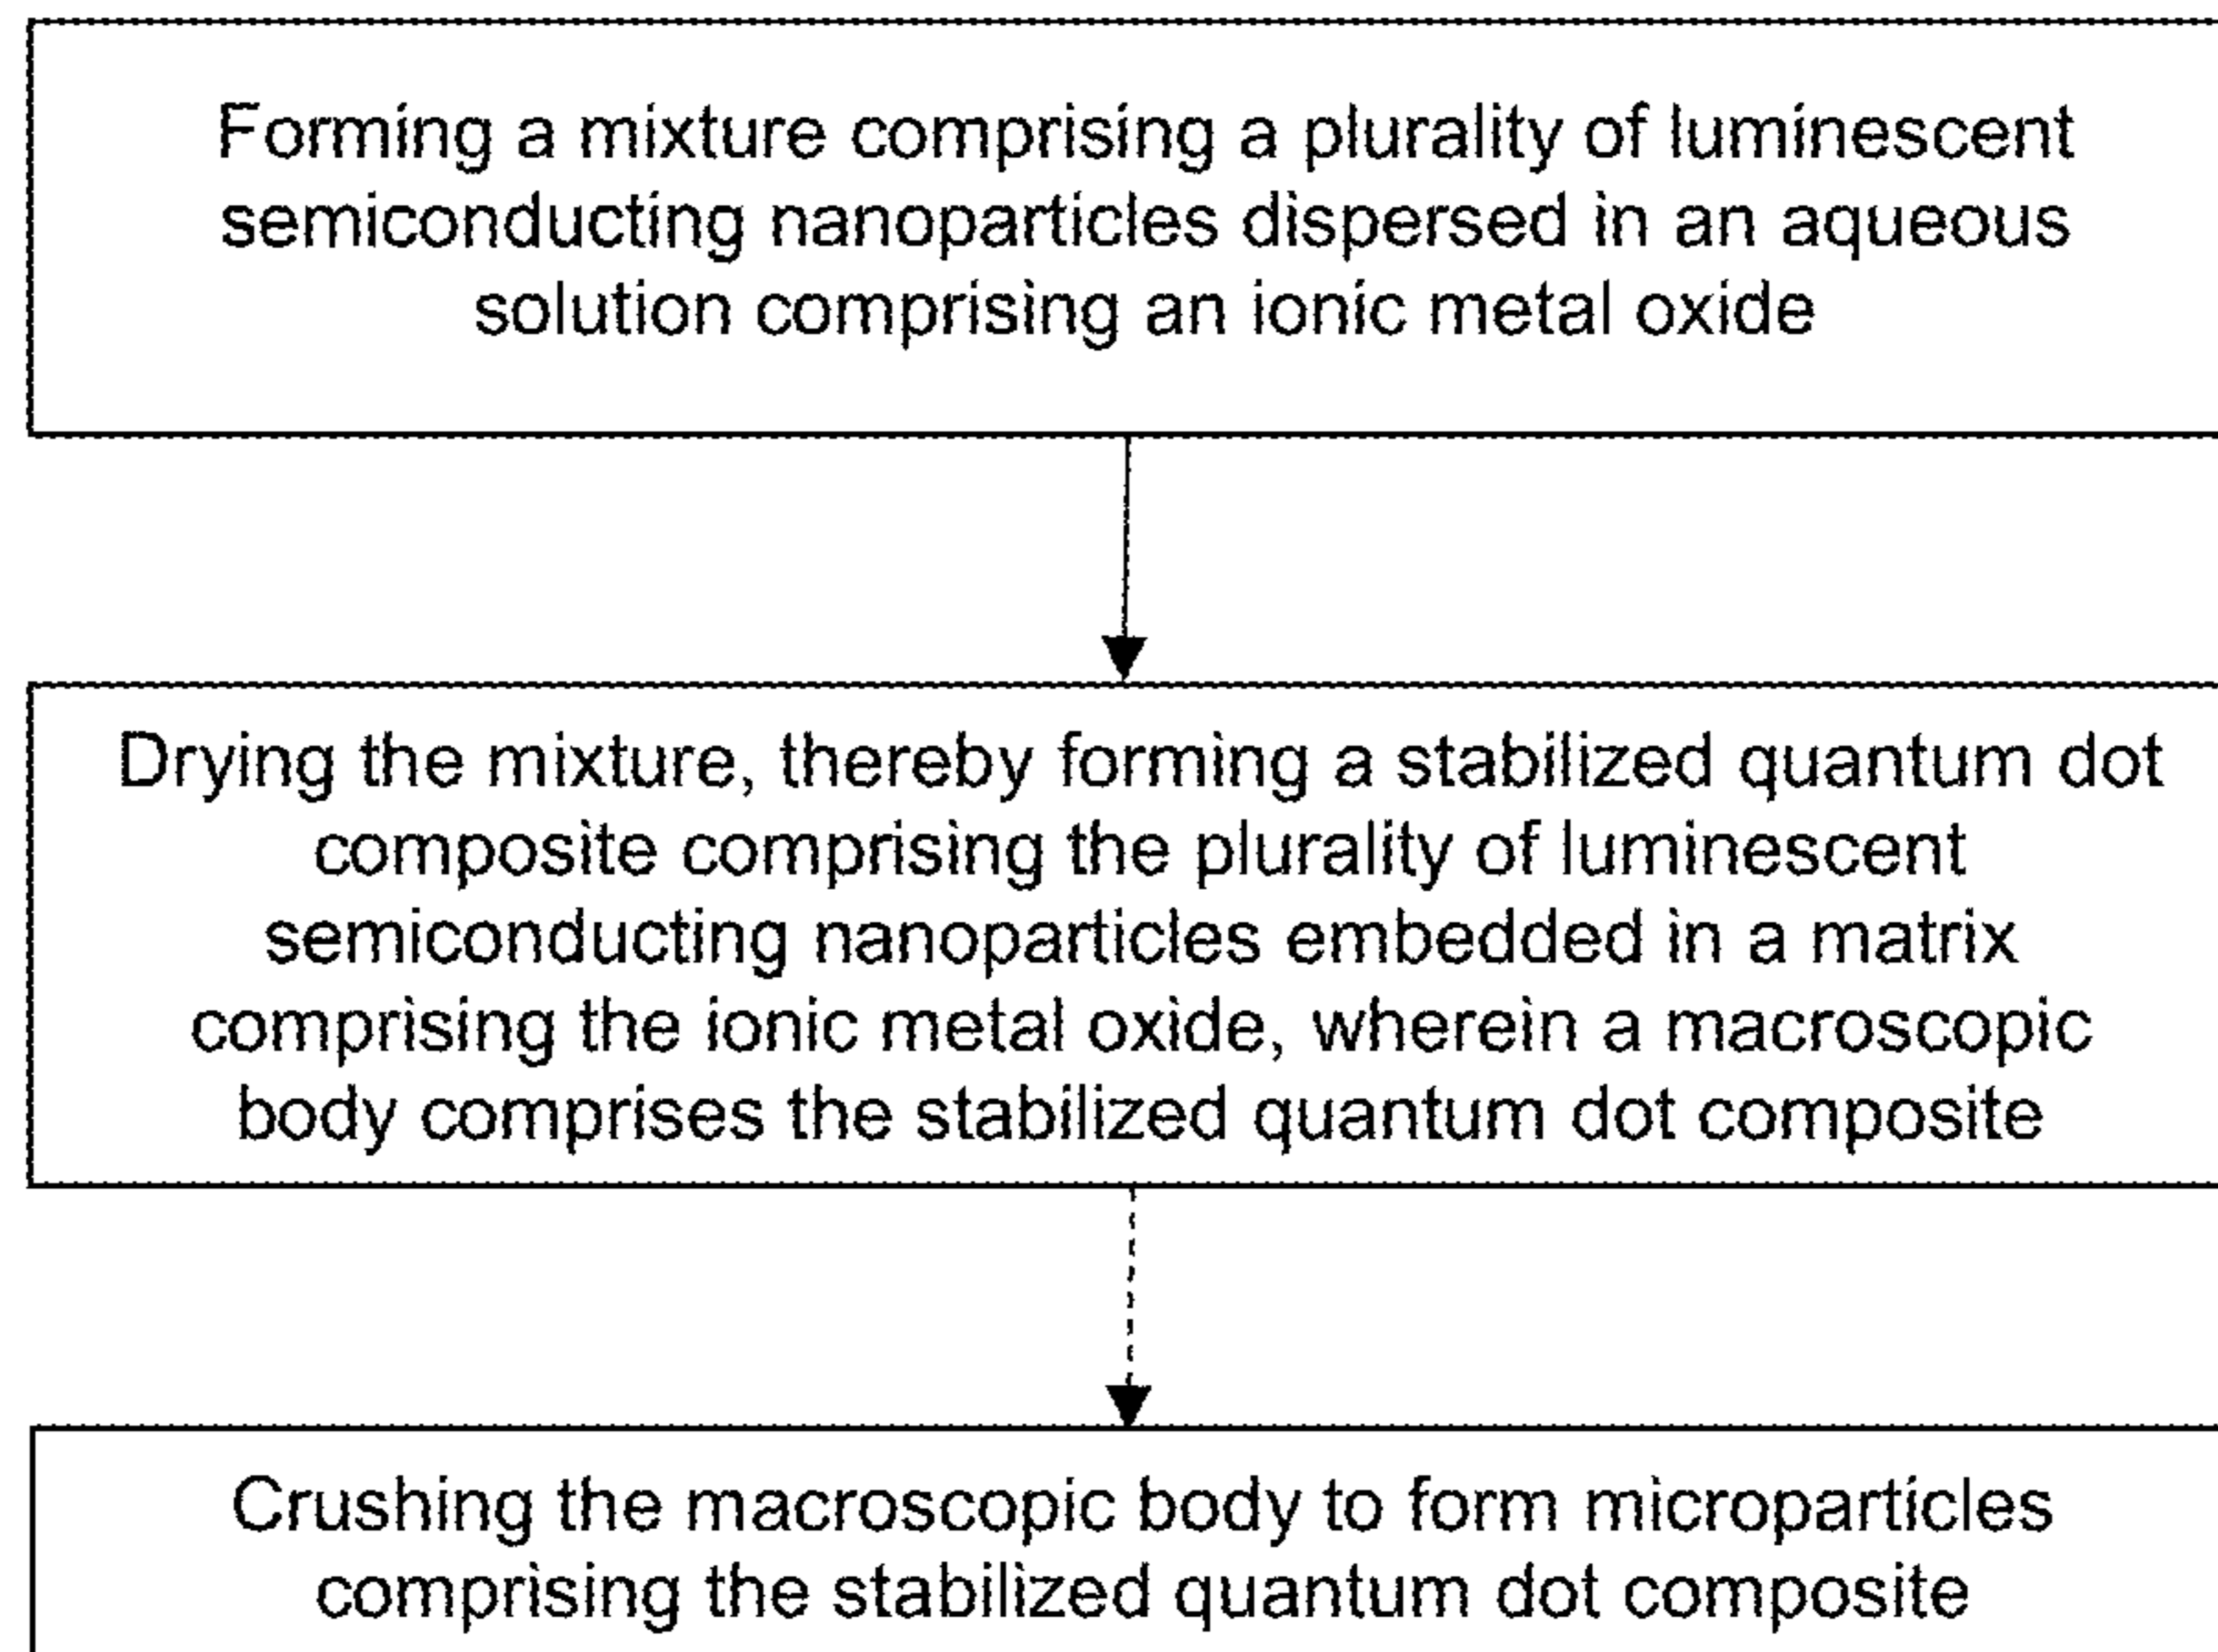 Forming a mixture comprising a plurality of luminescent
semiconducting nanoparticles dispersed in an aqueous
solution comprising an ionic metal oxide
Drying the mixture, thereby forming a stabilized quantum dot
composite comprising the plurality of luminescent
semiconducting nanoparticles embedded in a matrix
comprising the ionic metal oxide, wherein a macroscopic
body comprises the stabilized quantum dot composite
Crushing the macroscopic body to form microparticles
comprising the stabilized quantum dot composite